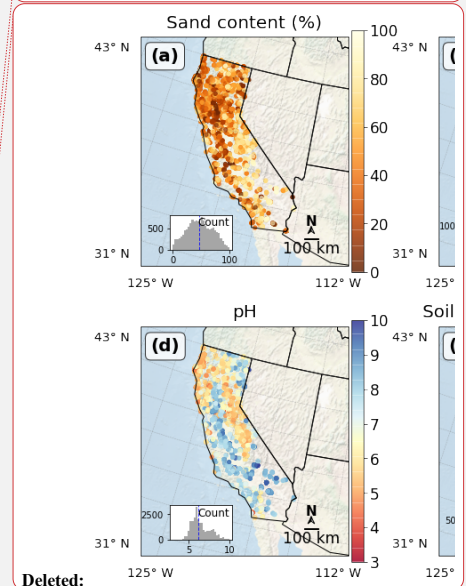 Sand content (%)
43° N
(a)
100
43° N
(
80
60
40
Count
500
0
0
100
N
100 km
20
100
31° N
0
31° N
125° W
112° W
125° W
pH
Soil
43° N
(d)
10
43° N
(
9
8
7
6
5
Count
2500
0
5
10
N
100 km
4
50
31° N
3
31° N
125° W
112° W
125° W
Deleted: